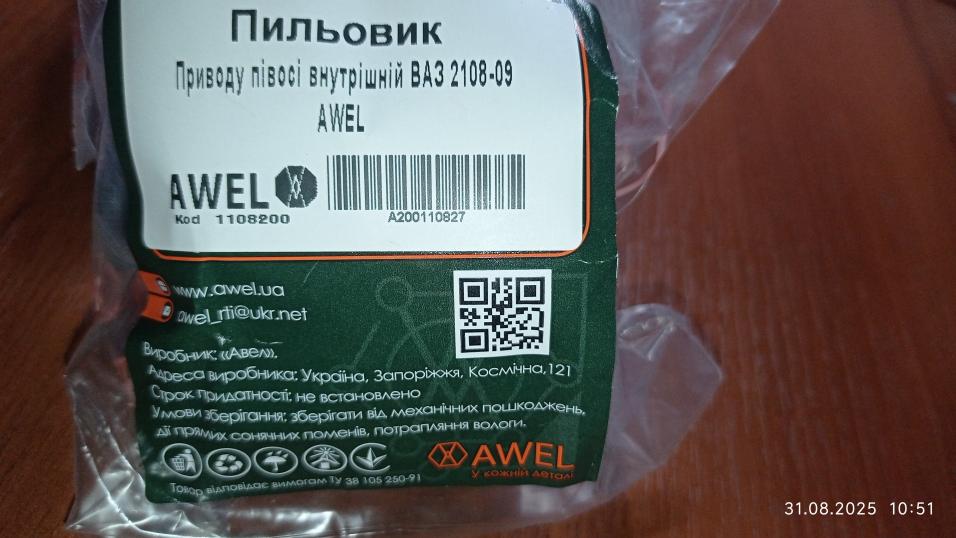 Пильовик
Приводу півосі внутрішній ВАЗ 2108-09
AWEL
AWEL
Код 1108200
A200110827
www.awel.ua
awel_rti@ukr.net
Виробник: «Авел».
Адреса виробника: Україна, Запоріжжя, Космічна,121
Строк придатності: не встановлено
Умови зберігання: зберігати від механічних пошкоджень,
дії прямих сонячних променів, потрапляння вологи.
AWEL
у кожній деталі
Товар відповідає вимогам ТУ 38 105 250-91
31.08.2025 10:51